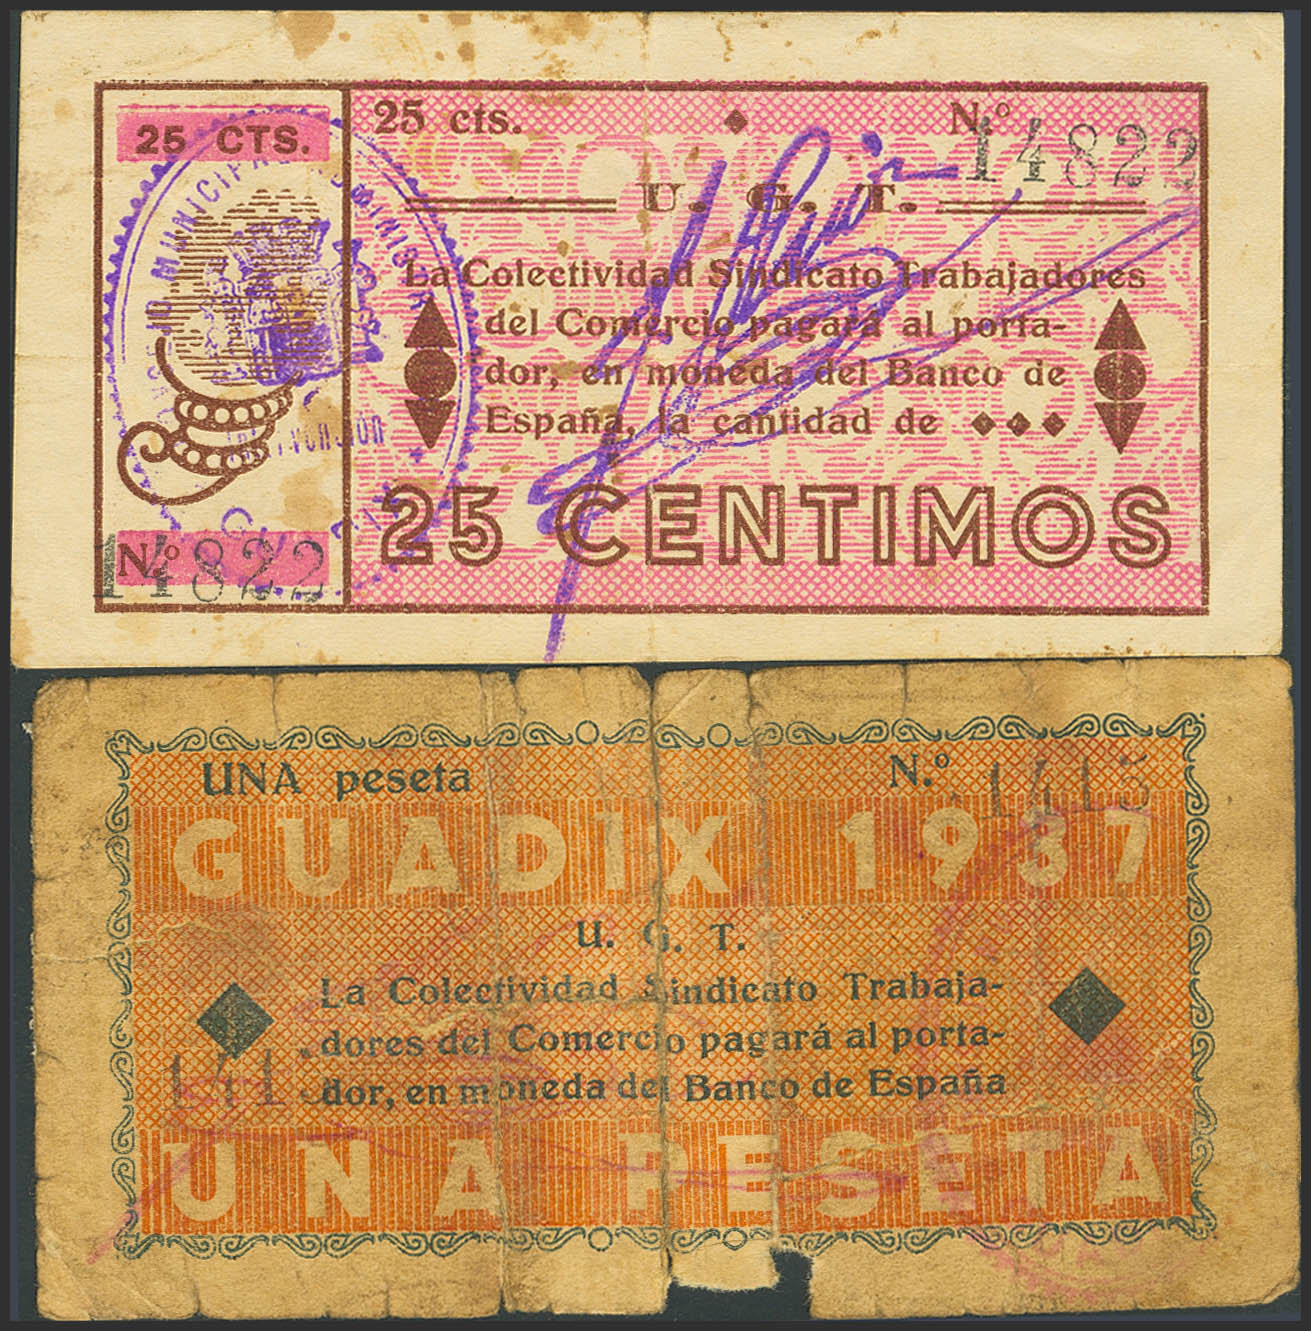 25 CTS.
25 cts.
N.º 14822
U. G. T.
La Colectividad Sindicato Trabajadores
del Comercio pagará al porta-
dor, en moneda del Banco de
España, la cantidad de
25 CENTIMOS
N.º 14822
UNA peseta
N.º 1415
GUADIX 1937
U. G. T.
La Colectividad Sindicato Trabaja-
dores del Comercio pagará al porta-
1415
dor, en moneda del Banco de España
UNA PESETA